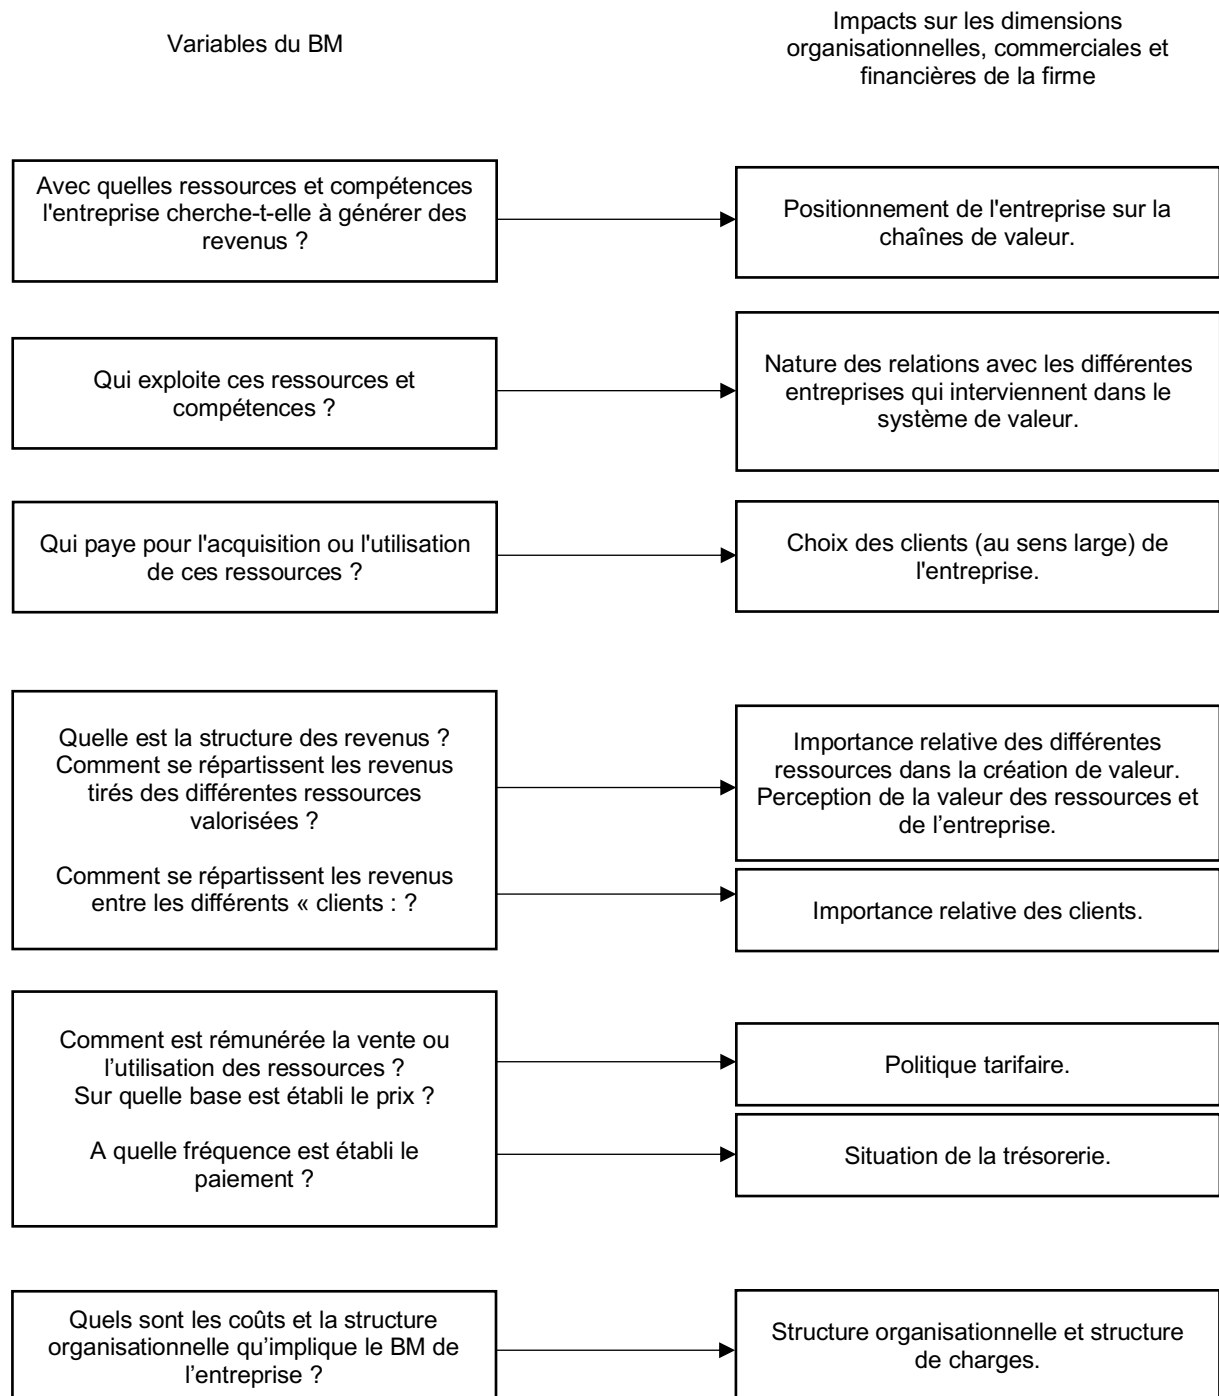 Variables du BM
Impacts sur les dimensions
organisationnelles, commerciales et
financières de la firme
Avec quelles ressources et compétences
l'entreprise cherche-t-elle à générer des
revenus ?
Positionnement de l'entreprise sur la
chaînes de valeur.
Qui exploite ces ressources et
compétences ?
Nature des relations avec les différentes
entreprises qui interviennent dans le
système de valeur.
Qui paye pour l'acquisition ou l'utilisation
de ces ressources ?
Choix des clients (au sens large) de
l'entreprise.
Quelle est la structure des revenus ?
Comment se répartissent les revenus
tirés des différentes ressources
valorisées ?
Comment se répartissent les revenus
entre les différents « clients : ?
Importance relative des différentes
ressources dans la création de valeur.
Perception de la valeur des ressources et
de l’entreprise.
Importance relative des clients.
Comment est rémunérée la vente ou
l’utilisation des ressources ?
Sur quelle base est établi le prix ?
A quelle fréquence est établi le
paiement ?
Politique tarifaire.
Situation de la trésorerie.
Quels sont les coûts et la structure
organisationnelle qu’implique le BM de
l’entreprise ?
Structure organisationnelle et structure
de charges.